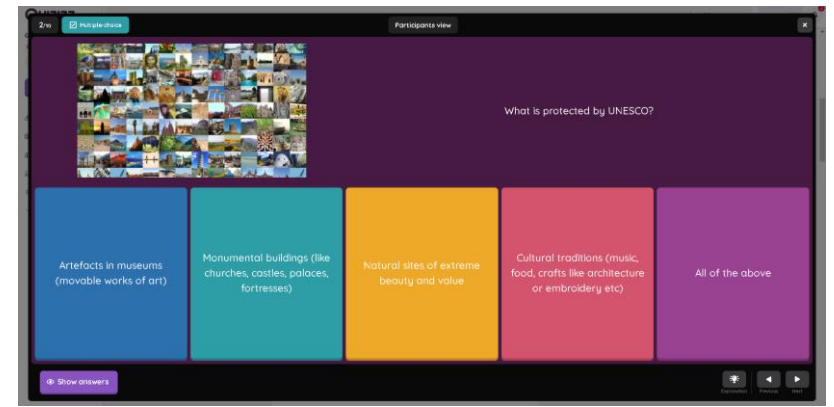 2/10
Multiple choice
Participants view
What is protected by UNESCO?
Artefacts in museums
(movable works of art)
Monumental buildings (like
churches, castles, palaces,
fortresses)
Natural sites of extreme
beauty and value
Cultural traditions (music,
food, crafts like architecture
or embroidery etc)
All of the above
Show answers
Explanation
Previous
Next